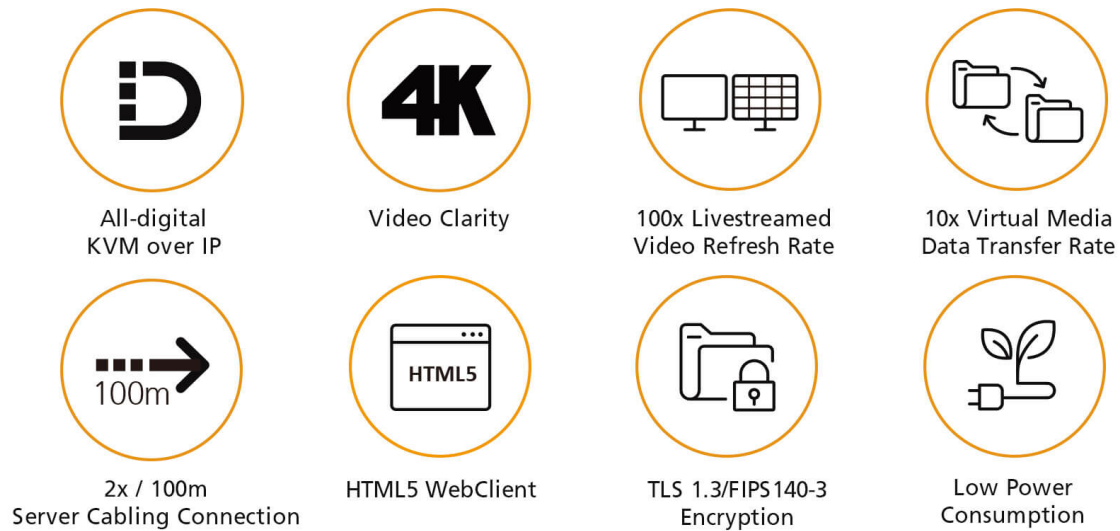 D
4K
All-digital
KVM over IP
Video Clarity
100x Livestreamed
Video Refresh Rate
10x Virtual Media
Data Transfer Rate
100m
HTML5
2x / 100m
Server Cabling Connection
HTML5 WebClient
TLS 1.3/FIPS140-3
Encryption
Low Power
Consumption